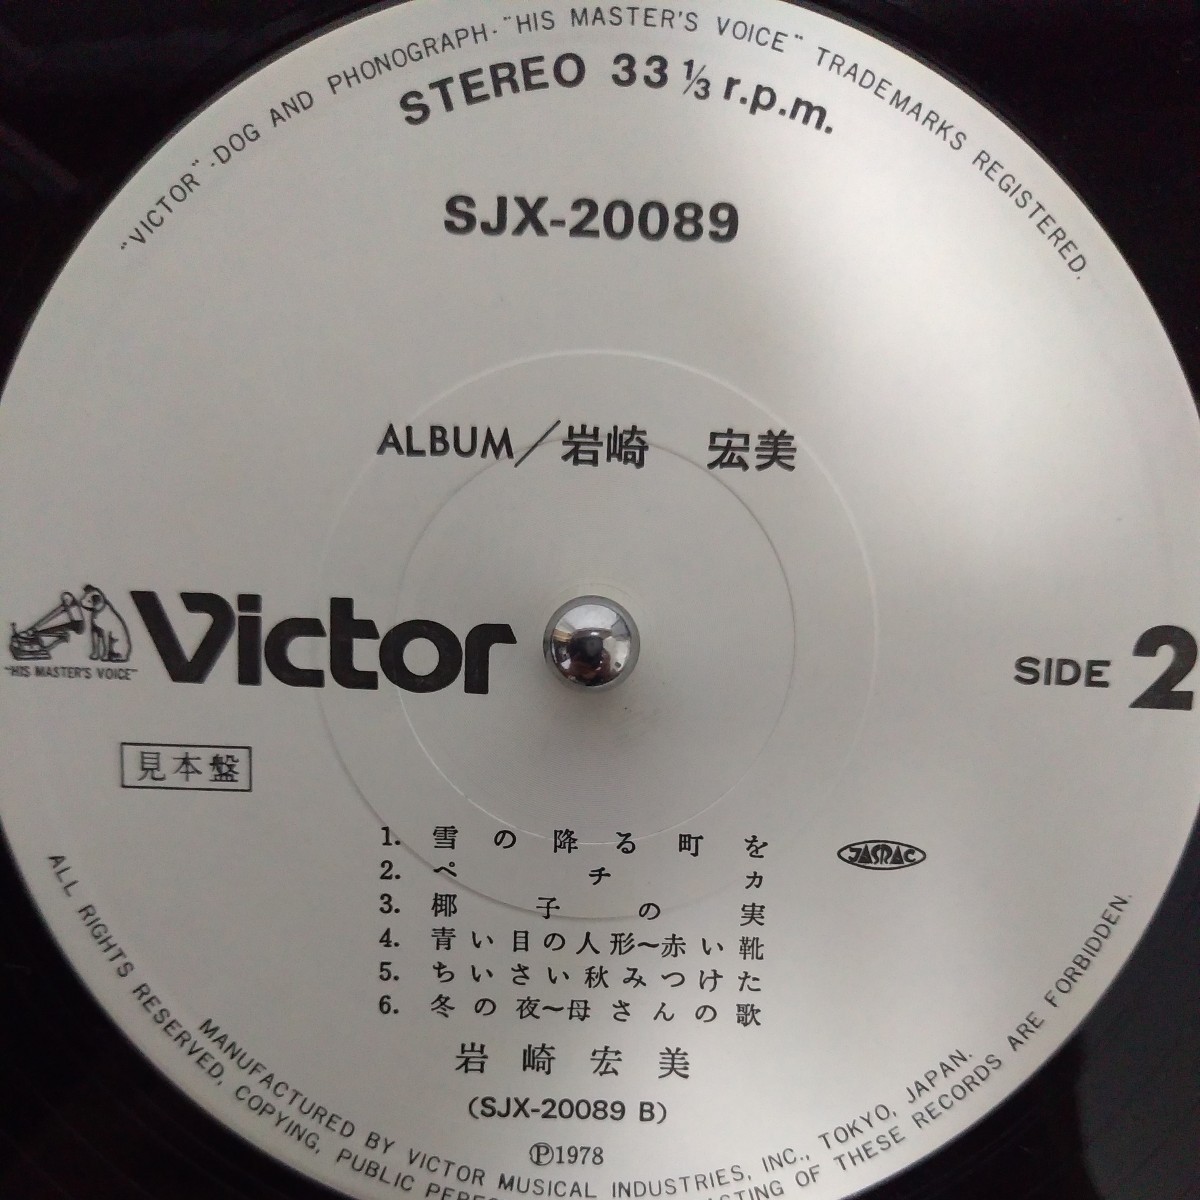 "VICTOR"-DOG AND PHONOGRAPH-"HIS MASTER'S VOICE" TRADEMARKS REGISTERED.
STEREO 33 1/3 r.p.m.
SJX-20089
ALBUM/岩崎 宏美
"HIS MASTER'S VOICE"
Victor
SIDE 2
見本盤
1. 雪の降る町を
2. ペチカ
3. 椰子の実
4. 青い目の人形~赤い靴
5. ちいさい秋みつけた
6. 冬の夜~母さんの歌
JASRAC
岩崎宏美
(SJX-20089 B)
Ⓟ1978
MANUFACTURED BY VICTOR MUSICAL INDUSTRIES, INC., TOKYO, JAPAN.
ALL RIGHTS RESERVED, COPYING, PUBLIC OF THESE RECORDS ARE FORBIDDEN.